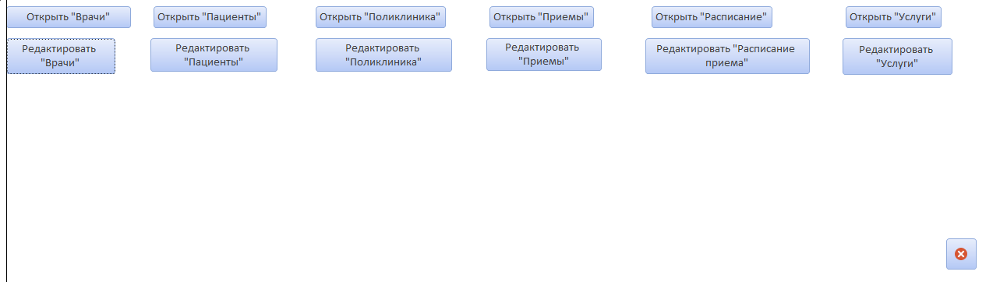 Открыть "Врачи"
Открыть "Пациенты"
Открыть "Поликлиника"
Открыть "Приемы"
Открыть "Расписание"
Открыть "Услуги"
Редактировать
"Врачи"
Редактировать
"Пациенты"
Редактировать
"Поликлиника"
Редактировать
"Приемы"
Редактировать "Расписание
приема"
Редактировать
"Услуги"